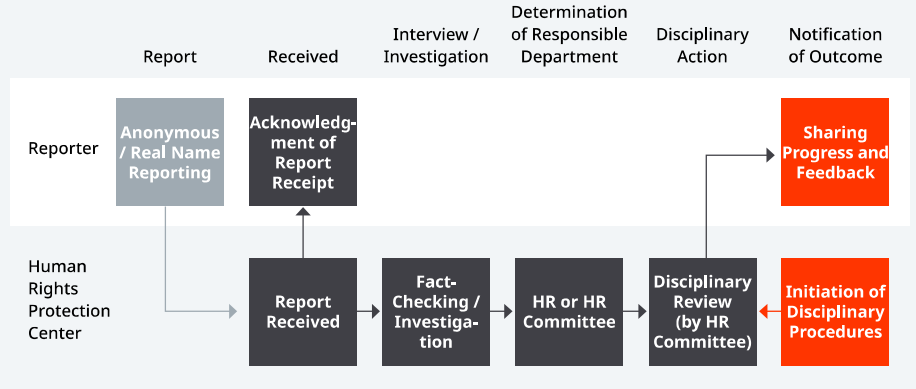 Report
Received
Interview /
Investigation
Determination
of Responsible
Department
Disciplinary
Action
Notification
of Outcome
Reporter
Anonymous
/ Real Name
Reporting
Acknowledg-
ment of
Report
Receipt
Sharing
Progress and
Feedback
Human
Rights
Protection
Center
Report
Received
Fact-
Checking /
Investiga-
tion
HR or HR
Committee
Disciplinary
Review
(by HR
Committee)
Initiation of
Disciplinary
Procedures